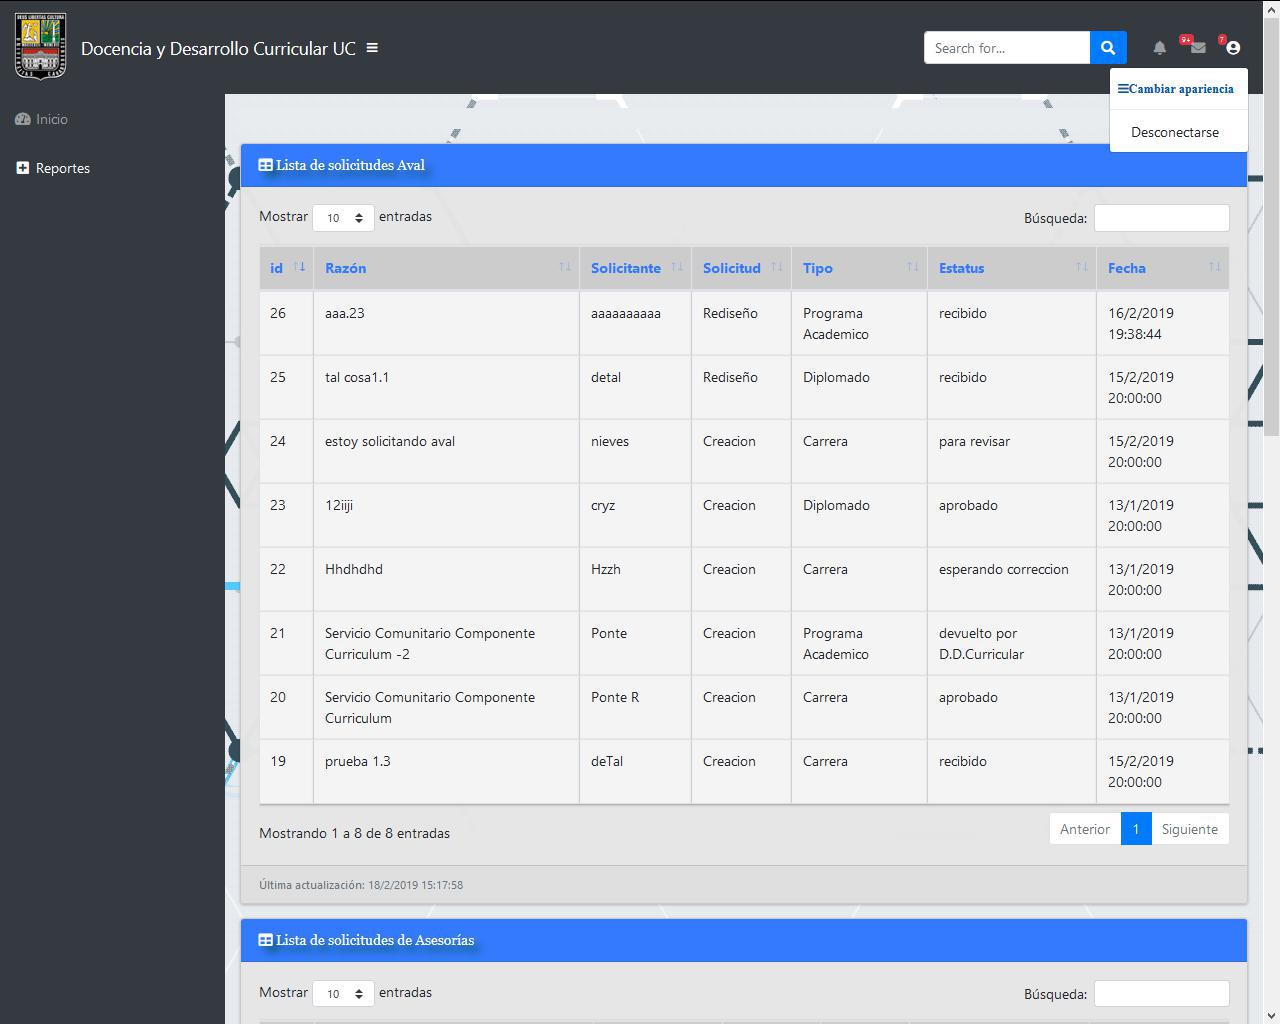 Docencia y Desarrollo Curricular UC
Search for...
9+
7
Cambiar apariencia
Desconectarse
Inicio
Reportes
Lista de solicitudes Aval
Mostrar 10 entradas
Búsqueda:
id Razón Solicitante Solicitud Tipo Estatus Fecha
26 aaa.23 aaaaaaaaaa Rediseño Programa Academico recibido 16/2/2019 19:38:44
25 tal cosa1.1 detal Rediseño Diplomado recibido 15/2/2019 20:00:00
24 estoy solicitando aval nieves Creacion Carrera para revisar 15/2/2019 20:00:00
23 12iiji cryz Creacion Diplomado aprobado 13/1/2019 20:00:00
22 Hhdhdhd Hzzh Creacion Carrera esperando correccion 13/1/2019 20:00:00
21 Servicio Comunitario Componente Curriculum -2 Ponte Creacion Programa Academico devuelto por D.D.Curricular 13/1/2019 20:00:00
20 Servicio Comunitario Componente Curriculum Ponte R Creacion Carrera aprobado 13/1/2019 20:00:00
19 prueba 1.3 deTal Creacion Carrera recibido 15/2/2019 20:00:00
Mostrando 1 a 8 de 8 entradas
Anterior 1 Siguiente
Última actualización: 18/2/2019 15:17:58
Lista de solicitudes de Asesorías
Mostrar 10 entradas
Búsqueda: